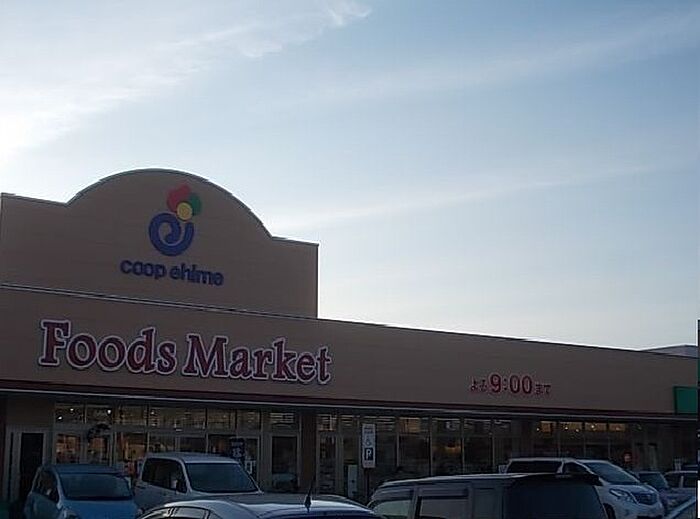 coop ehime
Foods Market
よる9:00まで